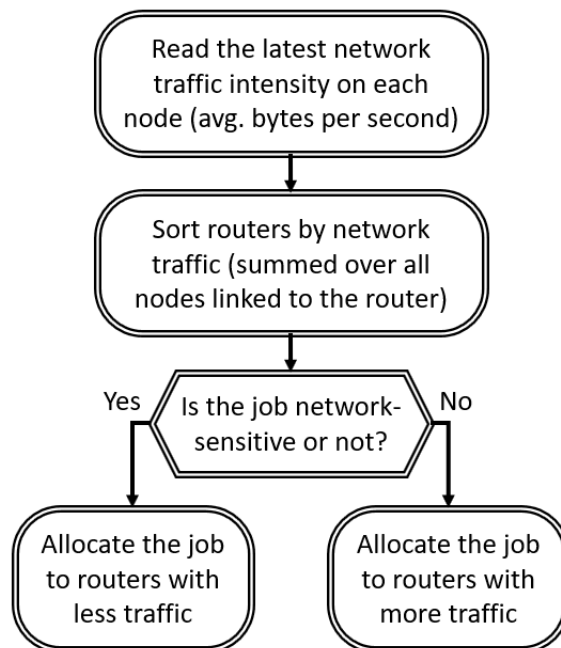 Read the latest network
traffic intensity on each
node (avg. bytes per second)
Sort routers by network
traffic (summed over all
nodes linked to the router)
Yes
Is the job network-
sensitive or not?
No
Allocate the job
to routers with
less traffic
Allocate the job
to routers with
more traffic